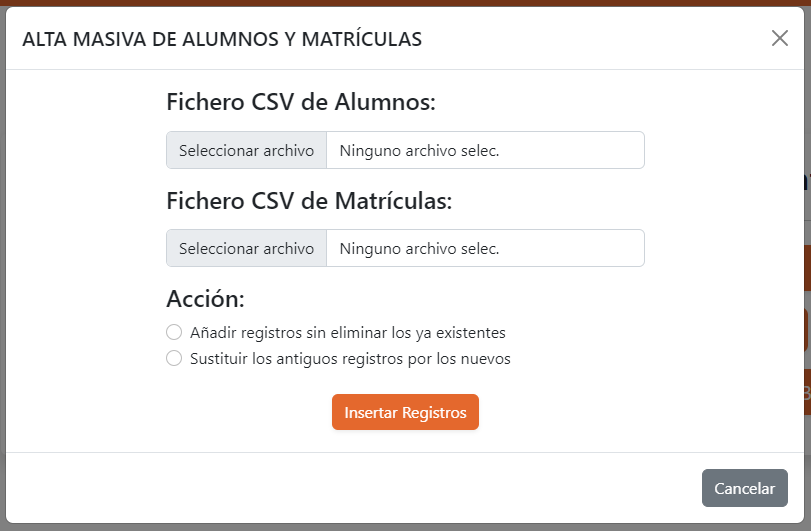 ALTA MASIVA DE ALUMNOS Y MATRÍCULAS
Fichero CSV de Alumnos:
Seleccionar archivo Ninguno archivo selec.
Fichero CSV de Matrículas:
Seleccionar archivo Ninguno archivo selec.
Acción:
Añadir registros sin eliminar los ya existentes
Sustituir los antiguos registros por los nuevos
Insertar Registros
Cancelar